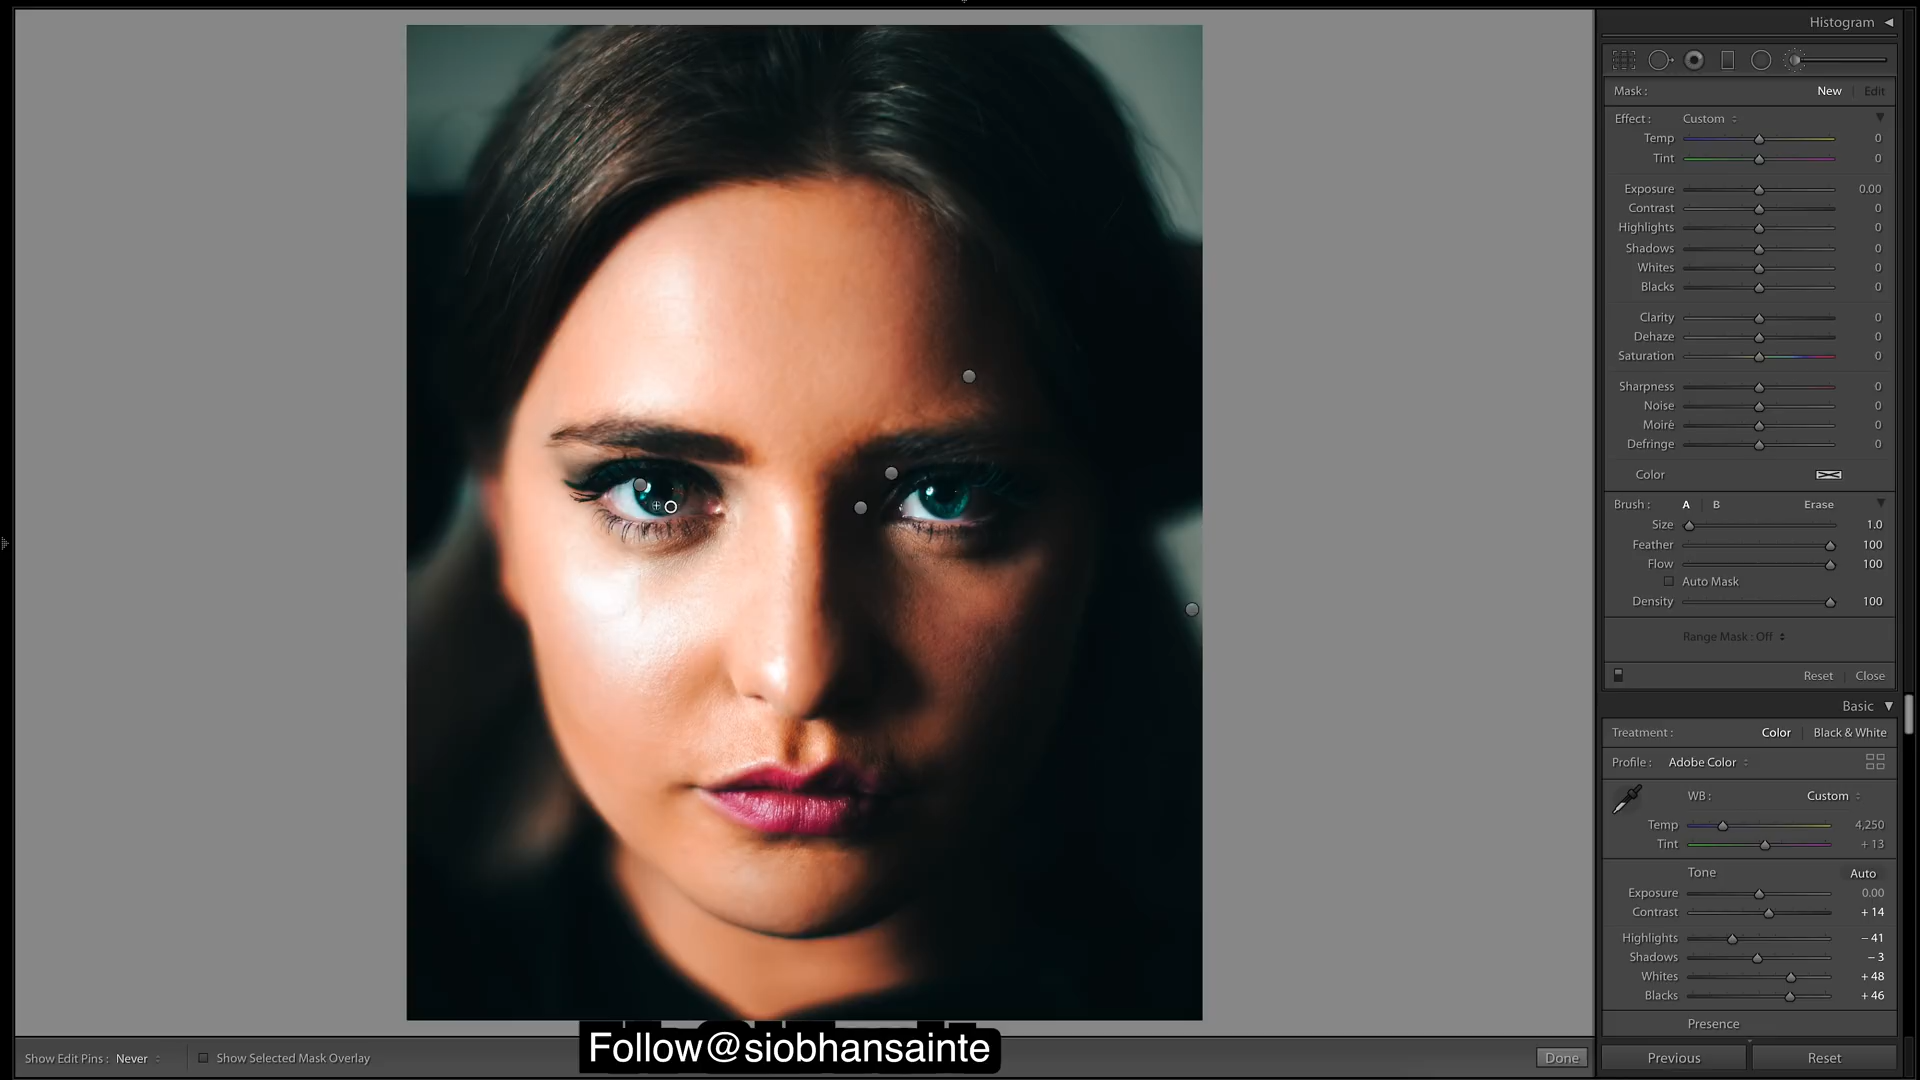 Histogram
Mask : New Edit
Effect : Custom
Temp 0
Tint 0
Exposure 0.00
Contrast 0
Highlights 0
Shadows 0
Whites 0
Blacks 0
Clarity 0
Dehaze 0
Saturation 0
Sharpness 0
Noise 0
Moiré 0
Defringe 0
Color
Brush : A B Erase
Size 1.0
Feather 100
Flow 100
Auto Mask
Density 100
Range Mask : Off
Reset Close
Basic
Treatment : Color Black & White
Profile : Adobe Color
WB : Custom
Temp 4,250
Tint + 13
Tone Auto
Exposure 0.00
Contrast + 14
Highlights – 41
Shadows – 3
Whites + 48
Blacks + 46
Presence
Show Edit Pins : Never Show Selected Mask Overlay Done Previous Reset
Follow@siobhansainte